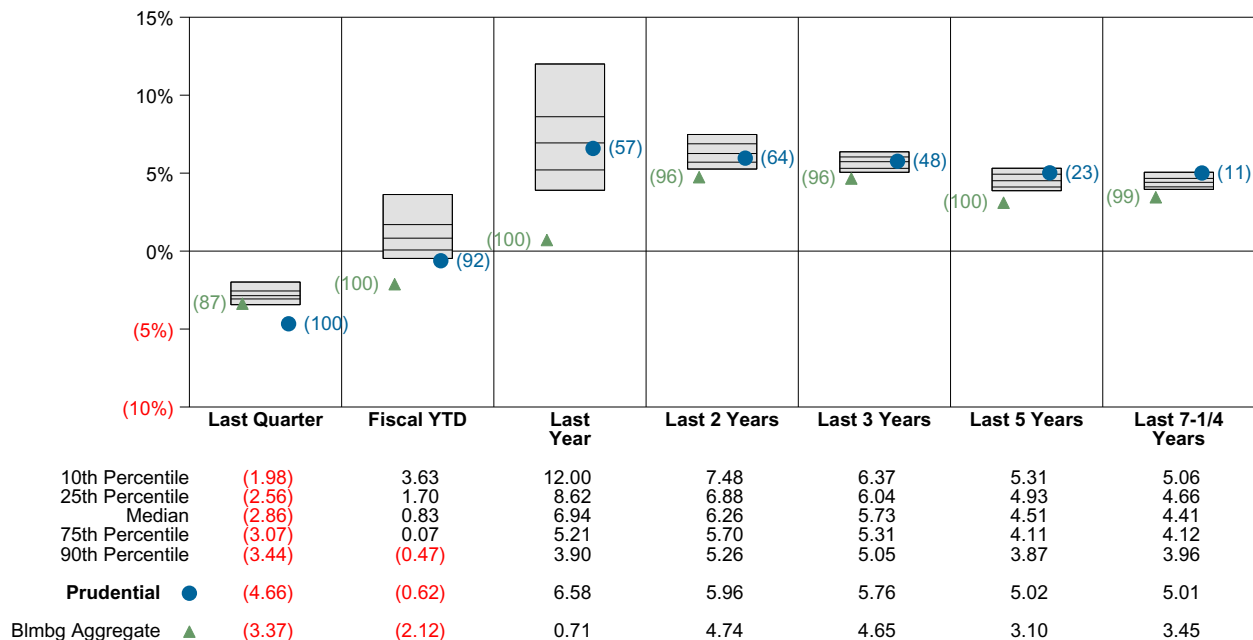 15%
10%
5%
0%
(5%)
(10%)
(87)
(100)
(100)
(92)
(100)
(57)
(96)
(64)
(96)
(48)
(100)
(23)
(99)
(11)
Last Quarter Fiscal YTD Last Year Last 2 Years Last 3 Years Last 5 Years Last 7-1/4 Years
10th Percentile (1.98) 3.63 12.00 7.48 6.37 5.31 5.06
25th Percentile (2.56) 1.70 8.62 6.88 6.04 4.93 4.66
Median (2.86) 0.83 6.94 6.26 5.73 4.51 4.41
75th Percentile (3.07) 0.07 5.21 5.70 5.31 4.11 4.12
90th Percentile (3.44) (0.47) 3.90 5.26 5.05 3.87 3.96
Prudential (4.66) (0.62) 6.58 5.96 5.76 5.02 5.01
Blmbg Aggregate (3.37) (2.12) 0.71 4.74 4.65 3.10 3.45